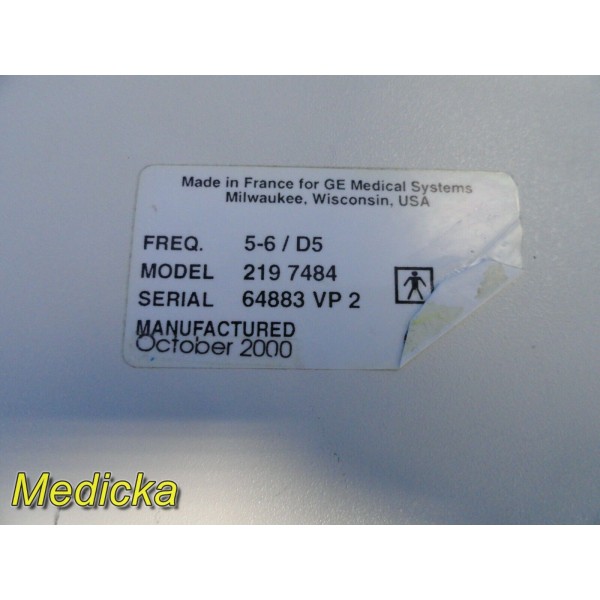 Made in France for GE Medical Systems
Milwaukee, Wisconsin, USA
FREQ. 5-6 / D5
MODEL 219 7484
SERIAL 64883 VP 2
MANUFACTURED
October 2000
Medicka